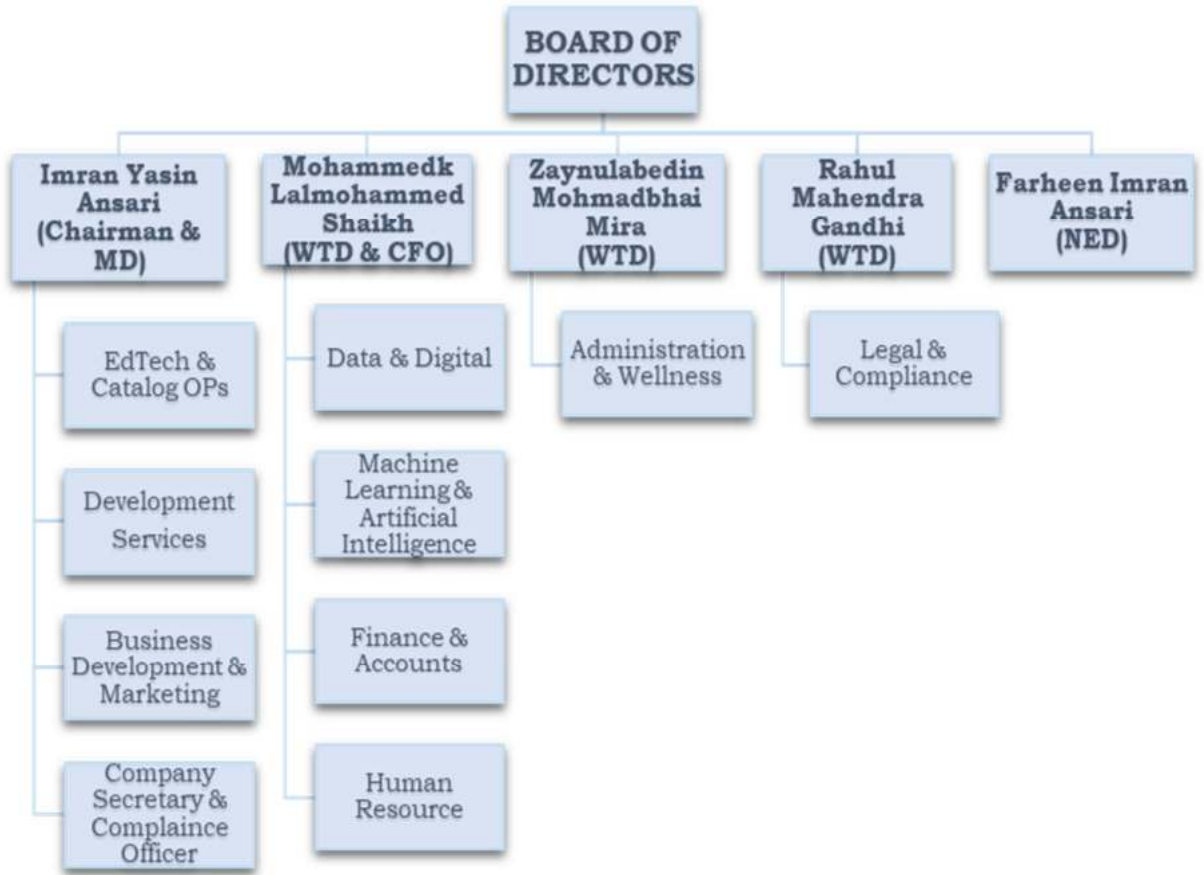 BOARD OF
DIRECTORS
Imran Yasin
Ansari
(Chairman &
MD)
Mohammedk
Lalmohammed
Shaikh
(WTD & CFO)
Zaynulabedin
Mohmadbhai
Mira
(WTD)
Rahul
Mahendra
Gandhi
(WTD)
Farheen Imran
Ansari
(NED)
EdTech &
Catalog OPs
Development
Services
Business
Development &
Marketing
Company
Secretary &
Complaince
Officer
Data & Digital
Machine
Learning &
Artificial
Intelligence
Finance &
Accounts
Human
Resource
Administration
& Wellness
Legal &
Compliance